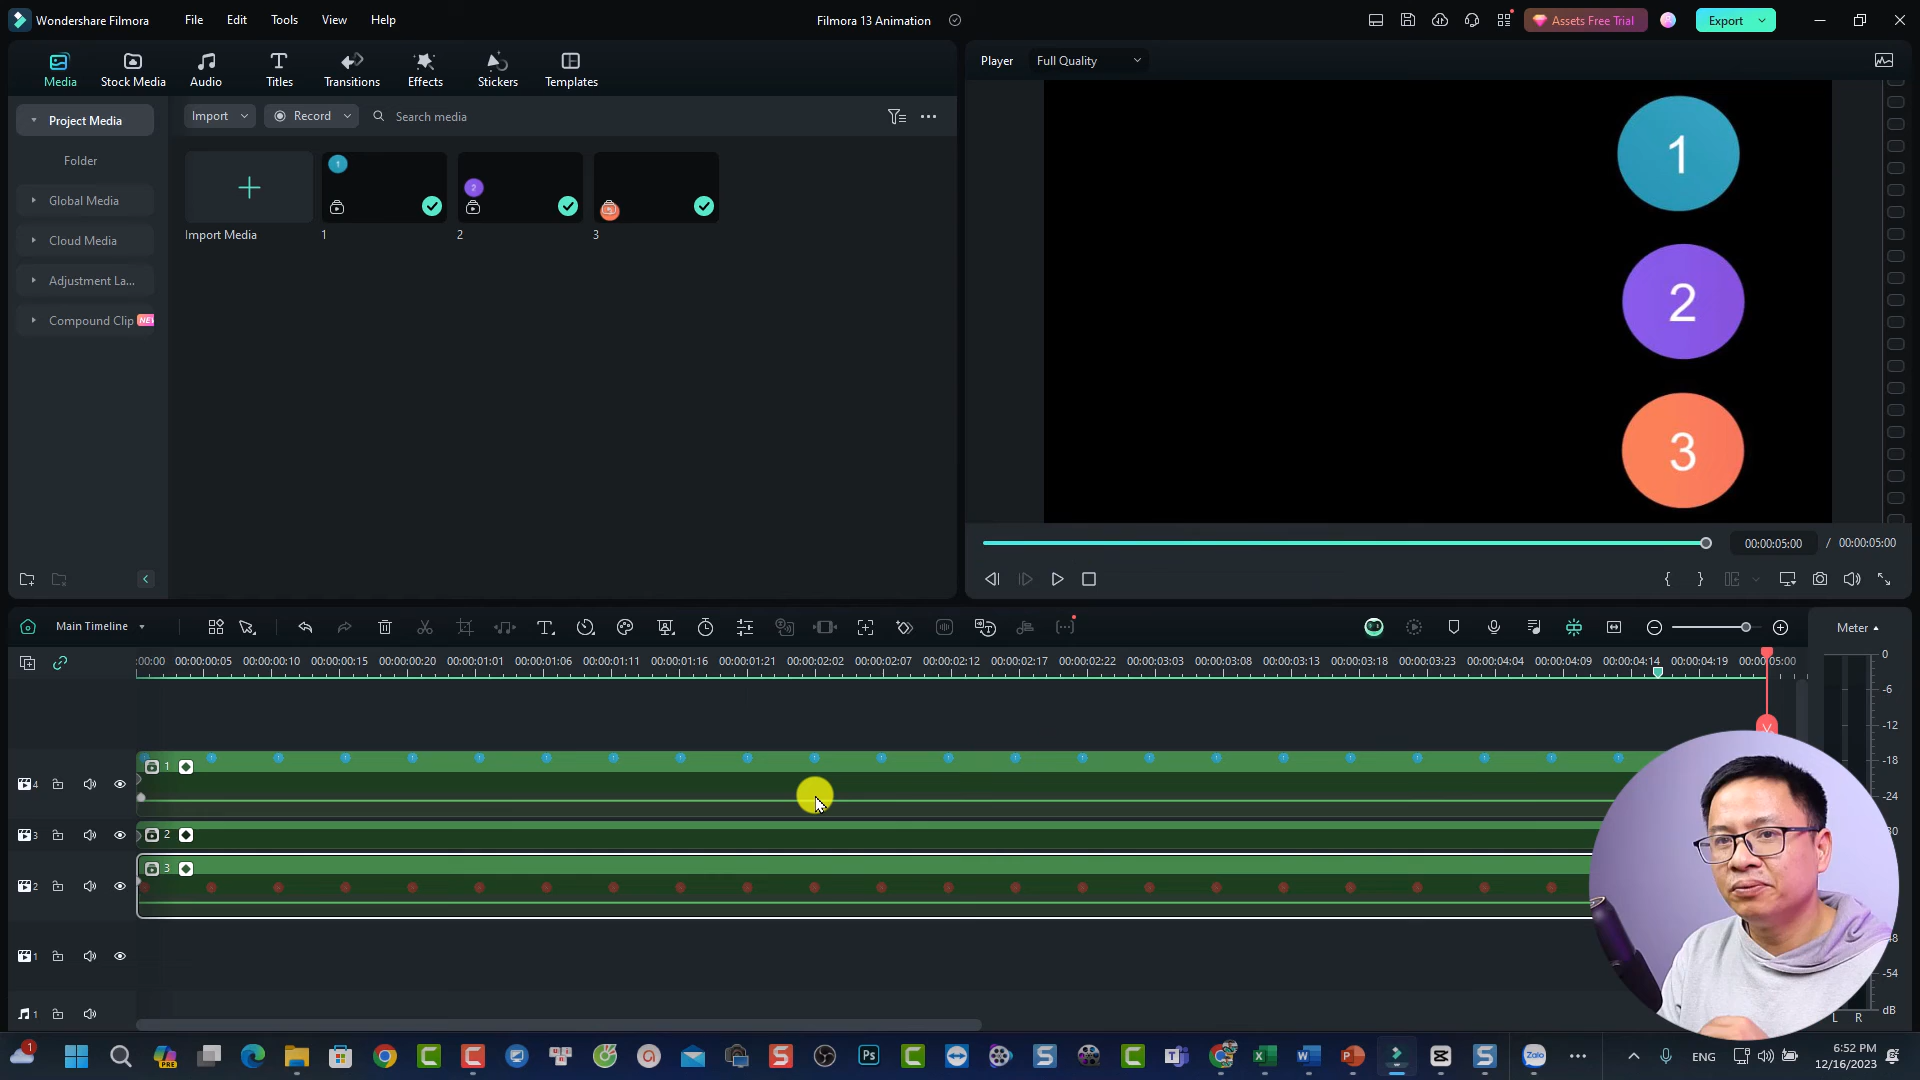 Wondershare Filmora File Edit Tools View Help Filmora 13 Animation Assets Free Trial Export
Media Stock Media Audio Titles Transitions Effects Stickers Templates
Player Full Quality
Project Media
Folder
Global Media
Cloud Media
Adjustment La...
Compound Clip
Import Record Search media
Import Media 1 2 3
1
2
3
00:00:05:00 / 00:00:05:00
Main Timeline
Meter
:00:00 00:00:00:05 00:00:00:10 00:00:00:15 00:00:00:20 00:00:01:01 00:00:01:06 00:00:01:11 00:00:01:16 00:00:01:21 00:00:02:02 00:00:02:07 00:00:02:12 00:00:02:17 00:00:02:22 00:00:03:03 00:00:03:08 00:00:03:13 00:00:03:18 00:00:03:23 00:00:04:04 00:00:04:09 00:00:04:14 00:00:04:19 00:00:05:00
4 1
3 2
2 3
1
1
0
-6
-12
-18
-24
-30
-48
-54
dB
L R
1
PRE
Ps
Zalo
ENG
6:52 PM
12/16/2023